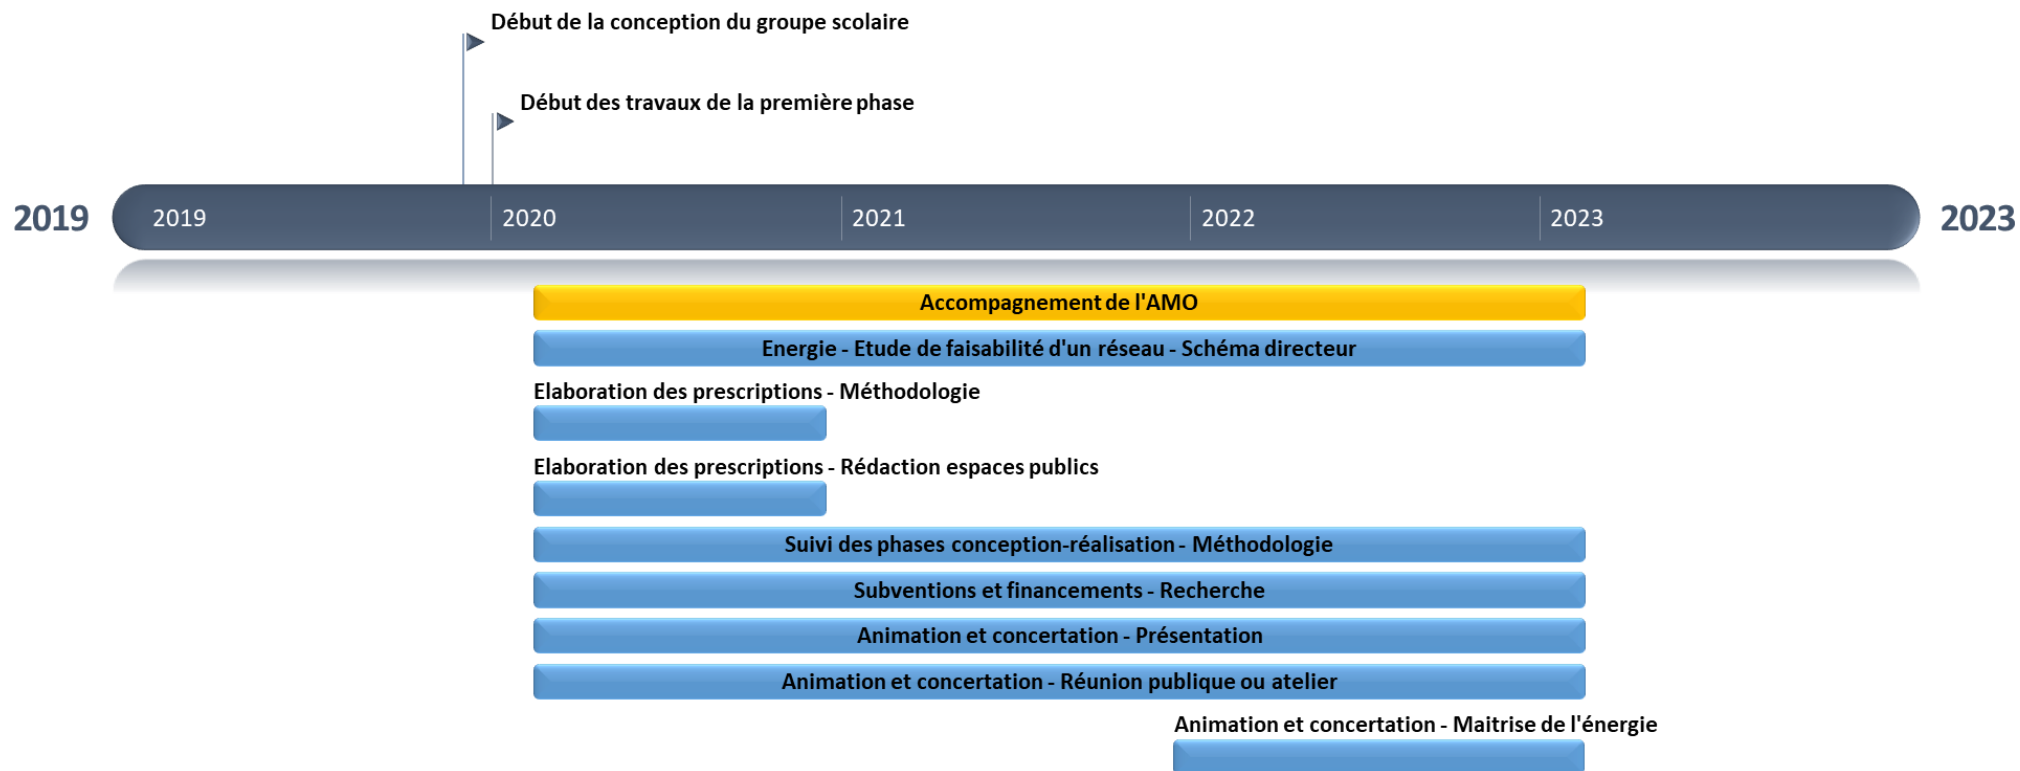 Début de la conception du groupe scolaire
Début des travaux de la première phase
2019 2019 2020 2021 2022 2023 2023
Accompagnement de l'AMO
Energie - Etude de faisabilité d'un réseau - Schéma directeur
Elaboration des prescriptions - Méthodologie
Elaboration des prescriptions - Rédaction espaces publics
Suivi des phases conception-réalisation - Méthodologie
Subventions et financements - Recherche
Animation et concertation - Présentation
Animation et concertation - Réunion publique ou atelier
Animation et concertation - Maitrise de l'énergie